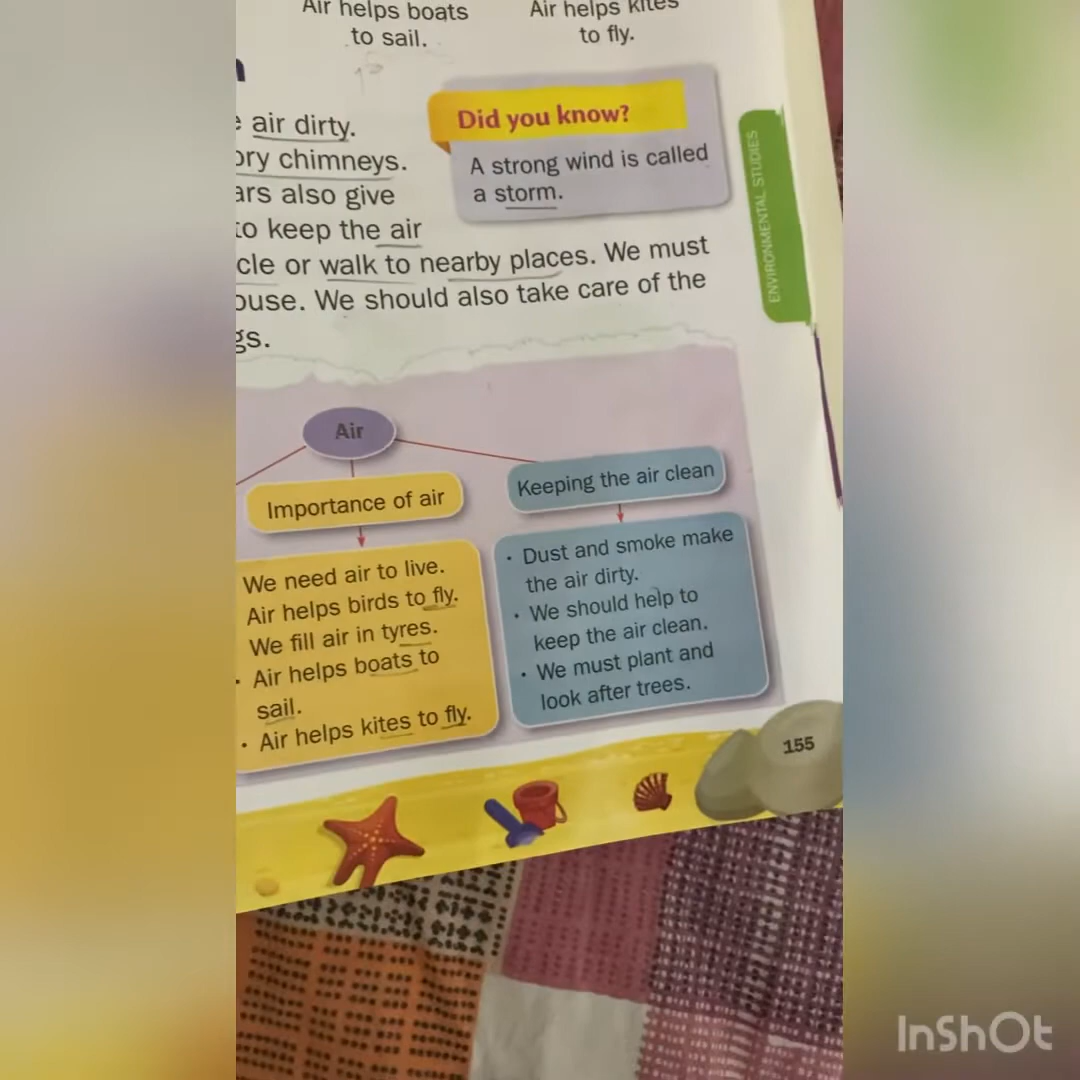 Air helps boats
to sail.
Air helps kites
to fly.
air dirty.
chimneys.
also give
to keep the air
or walk to nearby places. We must
We should also take care of the
Did you know?
A strong wind is called
a storm.
ENVIRONMENTAL STUDIES
Air
Importance of air
We need air to live.
Air helps birds to fly.
We fill air in tyres.
• Air helps boats to
sail.
• Air helps kites to fly.
Keeping the air clean
• Dust and smoke make
the air dirty.
• We should help to
keep the air clean.
• We must plant and
look after trees.
155
InShOt